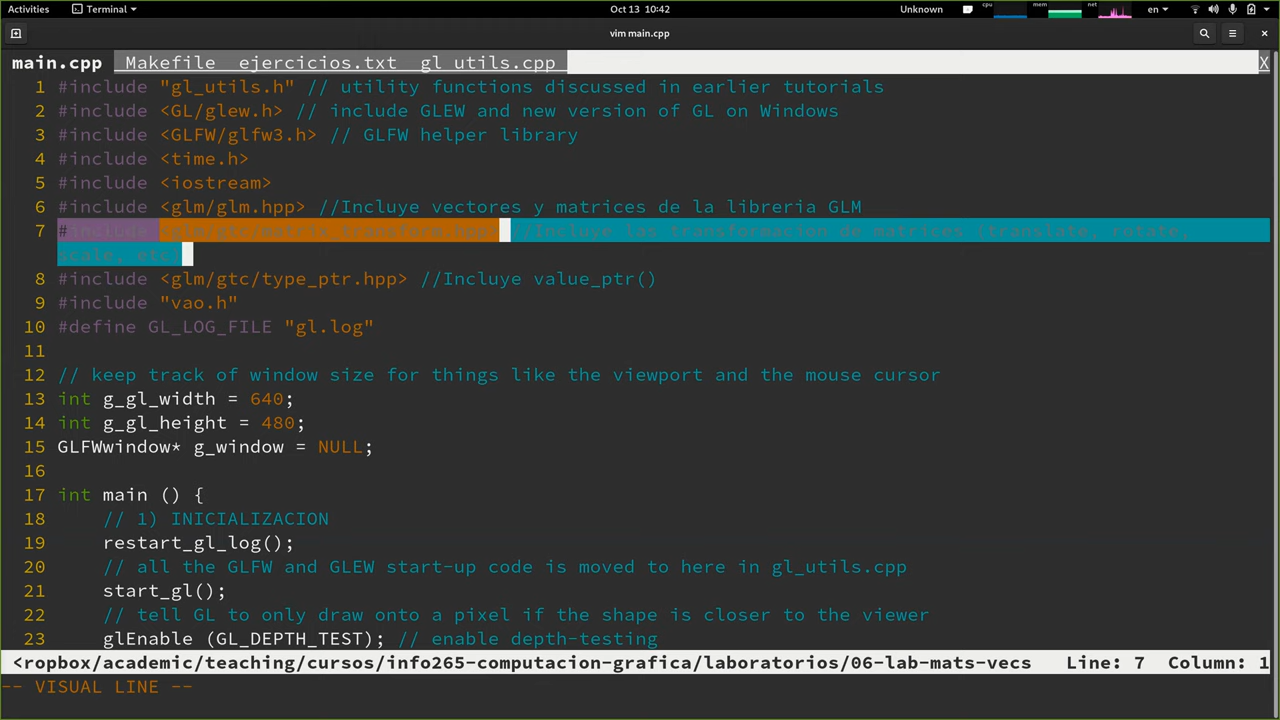 Activities Terminal Oct 13 10:42 Unknown cpu mem net en
vim main.cpp
main.cpp Makefile ejercicios.txt gl_utils.cpp X
1 #include "gl_utils.h" // utility functions discussed in earlier tutorials
2 #include <GL/glew.h> // include GLEW and new version of GL on Windows
3 #include <GLFW/glfw3.h> // GLFW helper library
4 #include <time.h>
5 #include <iostream>
6 #include <glm/glm.hpp> //Incluye vectores y matrices de la libreria GLM
7 #include <glm/gtc/matrix_transform.hpp> //Incluye las transformacion de matrices (translate, rotate,
scale, etc)
8 #include <glm/gtc/type_ptr.hpp> //Incluye value_ptr()
9 #include "vao.h"
10 #define GL_LOG_FILE "gl.log"
11
12 // keep track of window size for things like the viewport and the mouse cursor
13 int g_gl_width = 640;
14 int g_gl_height = 480;
15 GLFWwindow* g_window = NULL;
16
17 int main () {
18 // 1) INICIALIZACION
19 restart_gl_log();
20 // all the GLFW and GLEW start-up code is moved to here in gl_utils.cpp
21 start_gl();
22 // tell GL to only draw onto a pixel if the shape is closer to the viewer
23 glEnable (GL_DEPTH_TEST); // enable depth-testing
<ropbox/academic/teaching/cursos/info265-computacion-grafica/laboratorios/06-lab-mats-vecs Line: 7 Column: 1
-- VISUAL LINE --